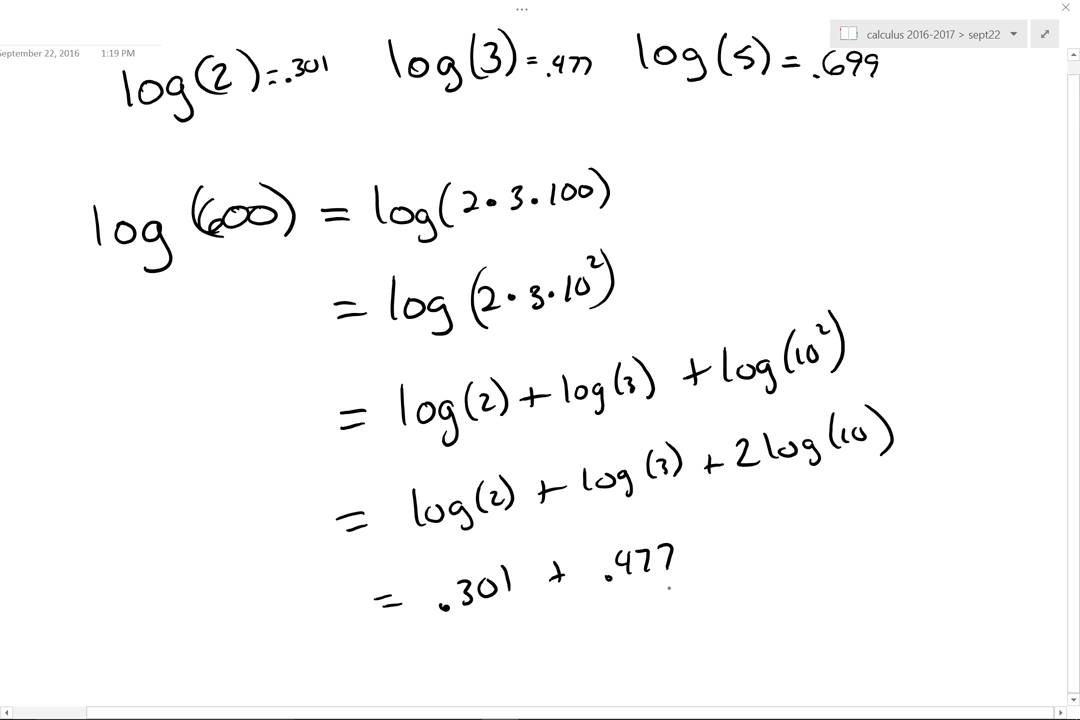 ...
calculus 2016-2017 > sept22
September 22, 2016 1:19 PM
log(2)=.301 log(3)=.477 log(5)=.699
log(600) = log(2·3·100)
= log(2·3·10²)
= log(2)+log(3)+log(10²)
= log(2)+log(3)+2log(10)
= .301 + .477